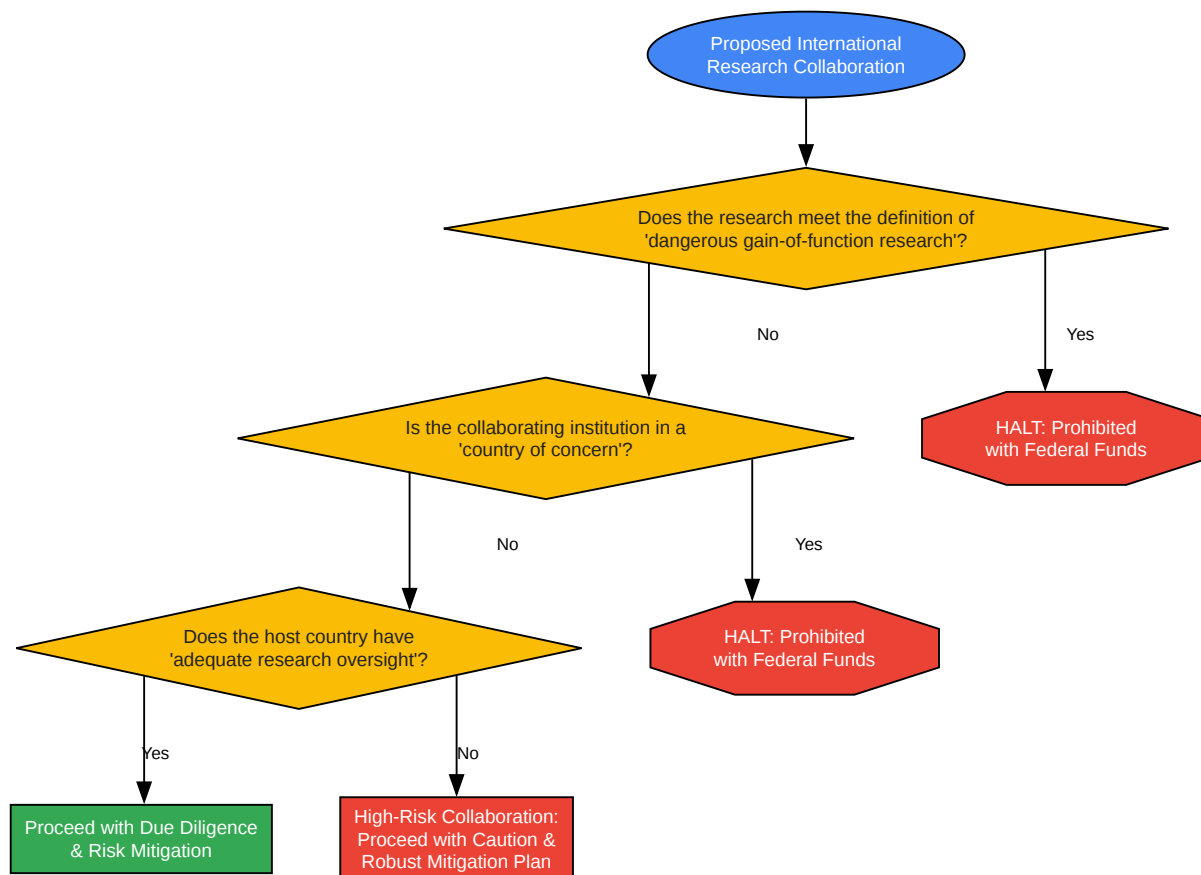 Proposed International
Research Collaboration
Does the research meet the definition of
'dangerous gain-of-function research'?
No
Yes
HALT: Prohibited
with Federal Funds
Is the collaborating institution in a
'country of concern'?
No
Yes
HALT: Prohibited
with Federal Funds
Does the host country have
'adequate research oversight'?
Yes
No
Proceed with Due Diligence
& Risk Mitigation
High-Risk Collaboration:
Proceed with Caution &
Robust Mitigation Plan